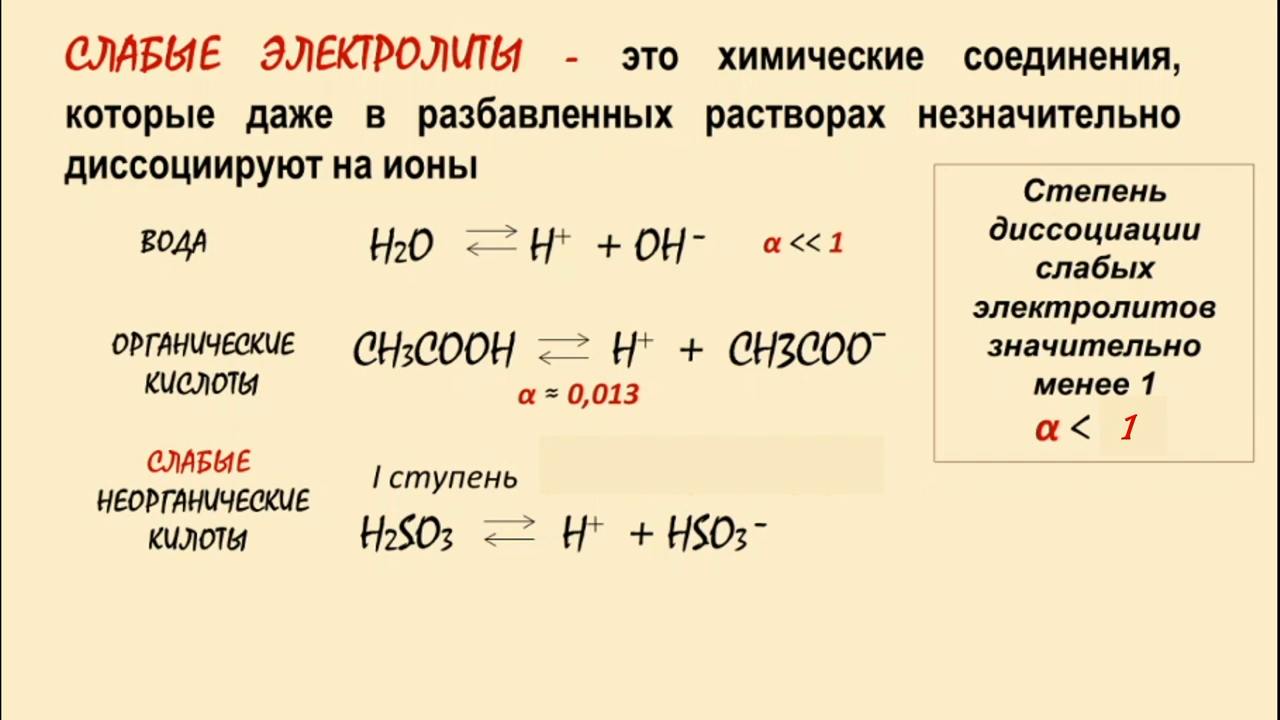 СЛАБЫЕ ЭЛЕКТРОЛИТЫ - это химические соединения,
которые даже в разбавленных растворах незначительно
диссоциируют на ионы
ВОДА H₂O ⇄ H⁺ + OH⁻ α << 1
ОРГАНИЧЕСКИЕ
КИСЛОТЫ
CH₃COOH ⇄ H⁺ + CH3COO⁻
α ≈ 0,013
СЛАБЫЕ
НЕОРГАНИЧЕСКИЕ
КИЛОТЫ
I ступень
H₂SO₃ ⇄ H⁺ + HSO₃⁻
Степень
диссоциации
слабых
электролитов
значительно
менее 1
α < 1